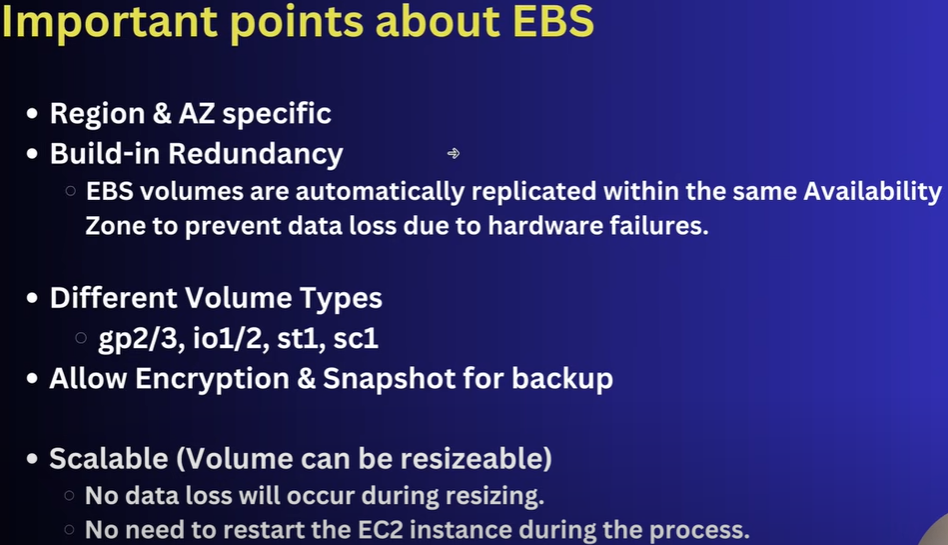 Important points about EBS
• Region & AZ specific
• Build-in Redundancy
○ EBS volumes are automatically replicated within the same Availability
Zone to prevent data loss due to hardware failures.
• Different Volume Types
○ gp2/3, io1/2, st1, sc1
• Allow Encryption & Snapshot for backup
• Scalable (Volume can be resizeable)
○ No data loss will occur during resizing.
○ No need to restart the EC2 instance during the process.